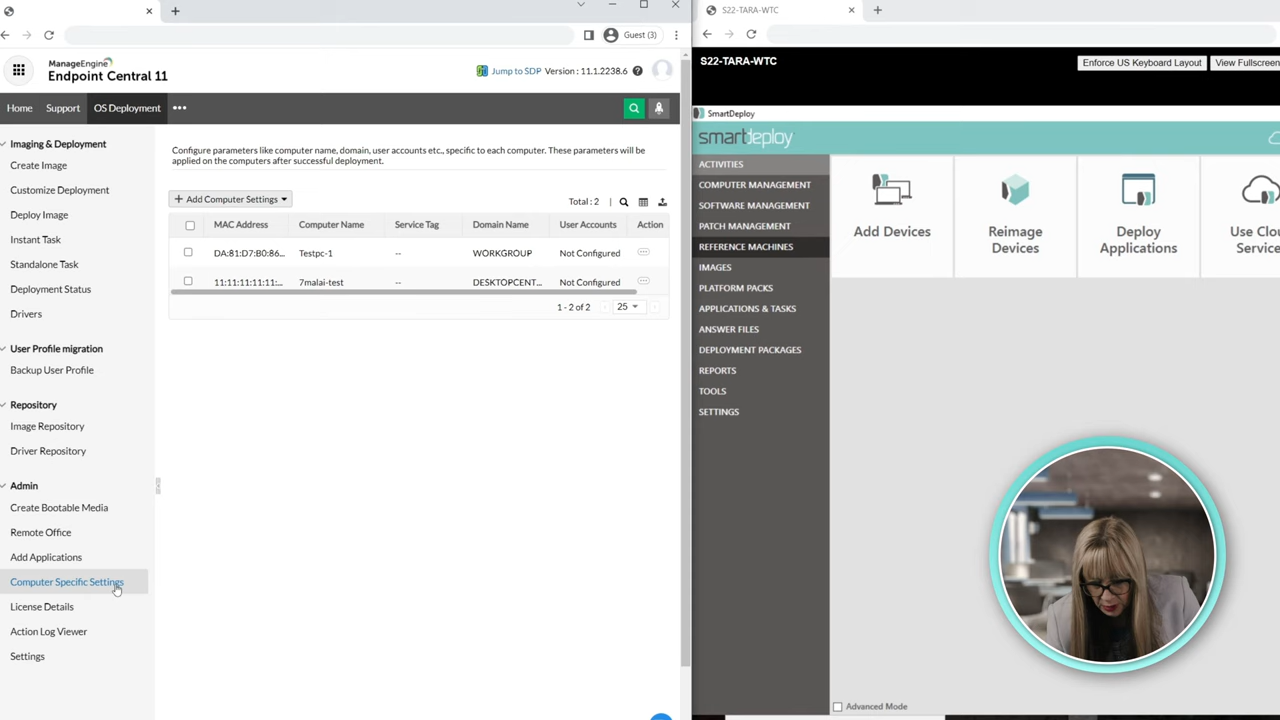 Guest (3)
ManageEngine
Endpoint Central 11
Jump to SDP Version : 11.1.2238.6
Home Support OS Deployment
Imaging & Deployment
Create Image
Customize Deployment
Deploy Image
Instant Task
Standalone Task
Deployment Status
Drivers
User Profile migration
Backup User Profile
Repository
Image Repository
Driver Repository
Admin
Create Bootable Media
Remote Office
Add Applications
Computer Specific Settings
License Details
Action Log Viewer
Settings
Configure parameters like computer name, domain, user accounts etc., specific to each computer. These parameters will be
applied on the computers after successful deployment.
+ Add Computer Settings
Total : 2
MAC Address Computer Name Service Tag Domain Name User Accounts Action
DA:81:D7:B0:86... Testpc-1 -- WORKGROUP Not Configured
11:11:11:11:11:... 7malai-test -- DESKTOPCENT... Not Configured
1 - 2 of 2 25
S22-TARA-WTC
S22-TARA-WTC
Enforce US Keyboard Layout View Fullscreen
SmartDeploy
smartdeploy
ACTIVITIES
COMPUTER MANAGEMENT
SOFTWARE MANAGEMENT
PATCH MANAGEMENT
REFERENCE MACHINES
IMAGES
PLATFORM PACKS
APPLICATIONS & TASKS
ANSWER FILES
DEPLOYMENT PACKAGES
REPORTS
TOOLS
SETTINGS
Add Devices
Reimage
Devices
Deploy
Applications
Use Clou
Service
Advanced Mode